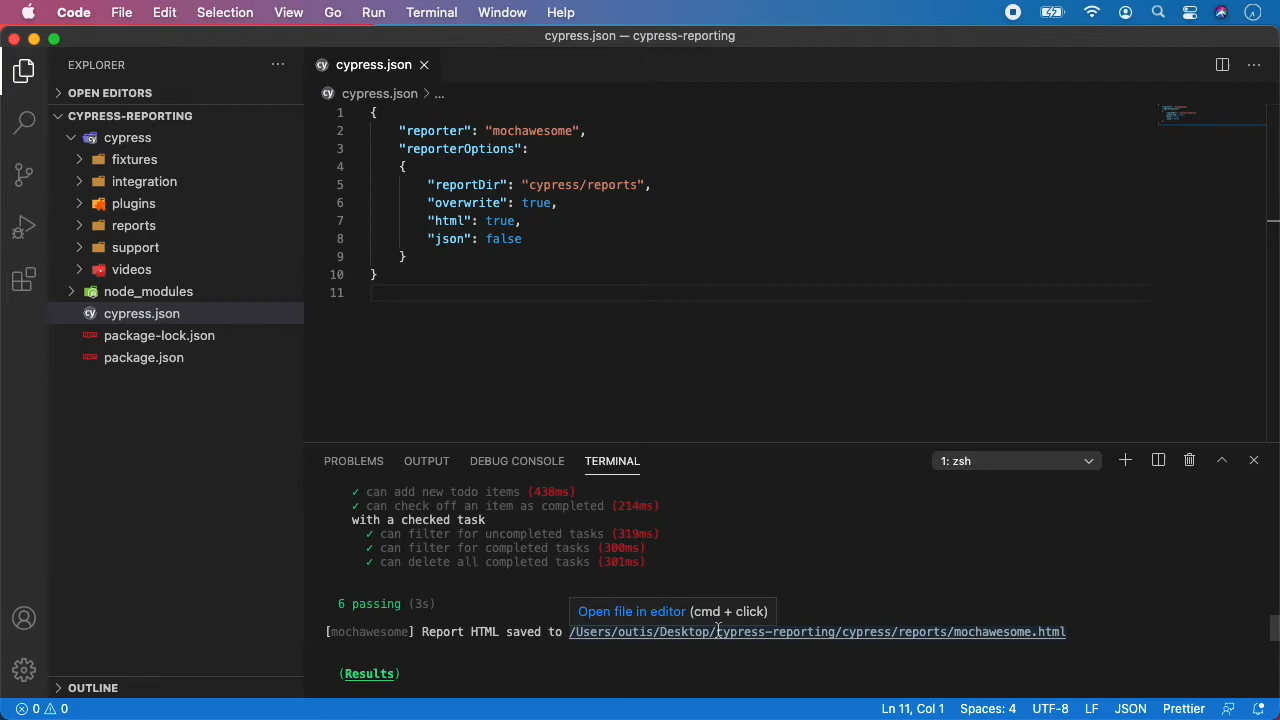 Code File Edit Selection View Go Run Terminal Window Help
cypress.json — cypress-reporting
EXPLORER
OPEN EDITORS
CYPRESS-REPORTING
cypress
fixtures
integration
plugins
reports
support
videos
node_modules
cypress.json
package-lock.json
package.json
OUTLINE
cypress.json
cypress.json > ...
1 {
2 "reporter": "mochawesome",
3 "reporterOptions":
4 {
5 "reportDir": "cypress/reports",
6 "overwrite": true,
7 "html": true,
8 "json": false
9 }
10 }
11
PROBLEMS OUTPUT DEBUG CONSOLE TERMINAL 1: zsh
✓ can add new todo items (438ms)
✓ can check off an item as completed (214ms)
with a checked task
✓ can filter for uncompleted tasks (319ms)
✓ can filter for completed tasks (300ms)
✓ can delete all completed tasks (301ms)
6 passing (3s)
Open file in editor (cmd + click)
[mochawesome] Report HTML saved to /Users/outis/Desktop/cypress-reporting/cypress/reports/mochawesome.html
(Results)
0 0 Ln 11, Col 1 Spaces: 4 UTF-8 LF JSON Prettier